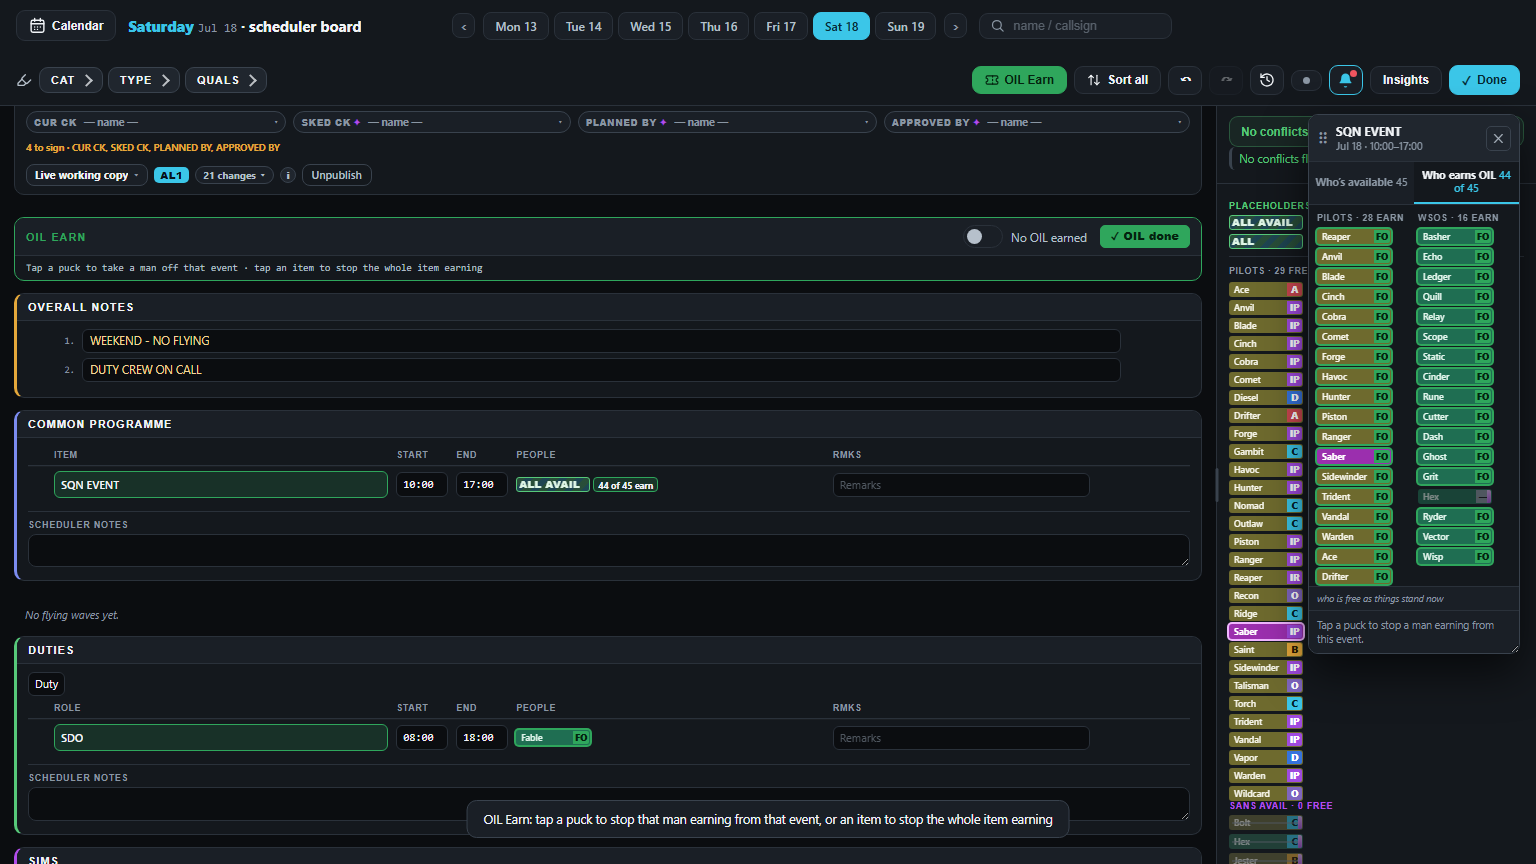 Calendar
Saturday Jul 18 · scheduler board
‹
Mon 13
Tue 14
Wed 15
Thu 16
Fri 17
Sat 18
Sun 19
›
name / callsign
CAT
TYPE
QUALS
OIL Earn
Sort all
Insights
✓ Done
CUR CK — name —
SKED CK ✦ — name —
PLANNED BY ✦ — name —
APPROVED BY ✦ — name —
4 to sign · CUR CK, SKED CK, PLANNED BY, APPROVED BY
Live working copy
AL1
21 changes
i
Unpublish
OIL EARN
No OIL earned
✓ OIL done
Tap a puck to take a man off that event · tap an item to stop the whole item earning
OVERALL NOTES
1. WEEKEND - NO FLYING
2. DUTY CREW ON CALL
COMMON PROGRAMME
ITEM START END PEOPLE RMKS
SQN EVENT 10:00 17:00 ALL AVAIL 44 of 45 earn Remarks
SCHEDULER NOTES
No flying waves yet.
DUTIES
Duty
ROLE START END PEOPLE RMKS
SDO 08:00 18:00 Fable FO Remarks
SCHEDULER NOTES
OIL Earn: tap a puck to stop that man earning from that event, or an item to stop the whole item earning
SIMS
No conflicts
No conflicts fl
PLACEHOLDERS
ALL AVAIL
ALL
PILOTS · 29 FRE
Ace A
Anvil IP
Blade IP
Cinch IP
Cobra IP
Comet IP
Diesel D
Drifter A
Forge IP
Gambit C
Havoc IP
Hunter IP
Nomad C
Outlaw C
Piston IP
Ranger IP
Reaper IR
Recon O
Ridge C
Saber IP
Saint B
Sidewinder IP
Talisman O
Torch C
Trident IP
Vandal IP
Vapor D
Warden IP
Wildcard O
SANS AVAIL · 0 FREE
Bolt C
Hex C
Jester B
SQN EVENT
Jul 18 · 10:00–17:00
Who's available 45
Who earns OIL 44 of 45
PILOTS · 28 EARN
Reaper FO
Anvil FO
Blade FO
Cinch FO
Cobra FO
Comet FO
Forge FO
Havoc FO
Hunter FO
Piston FO
Ranger FO
Saber FO
Sidewinder FO
Trident FO
Vandal FO
Warden FO
Ace FO
Drifter FO
WSOS · 16 EARN
Basher FO
Echo FO
Ledger FO
Quill FO
Relay FO
Scope FO
Static FO
Cinder FO
Rune FO
Cutter FO
Dash FO
Ghost FO
Grit FO
Hex —
Ryder FO
Vector FO
Wisp FO
who is free as things stand now
Tap a puck to stop a man earning from
this event.